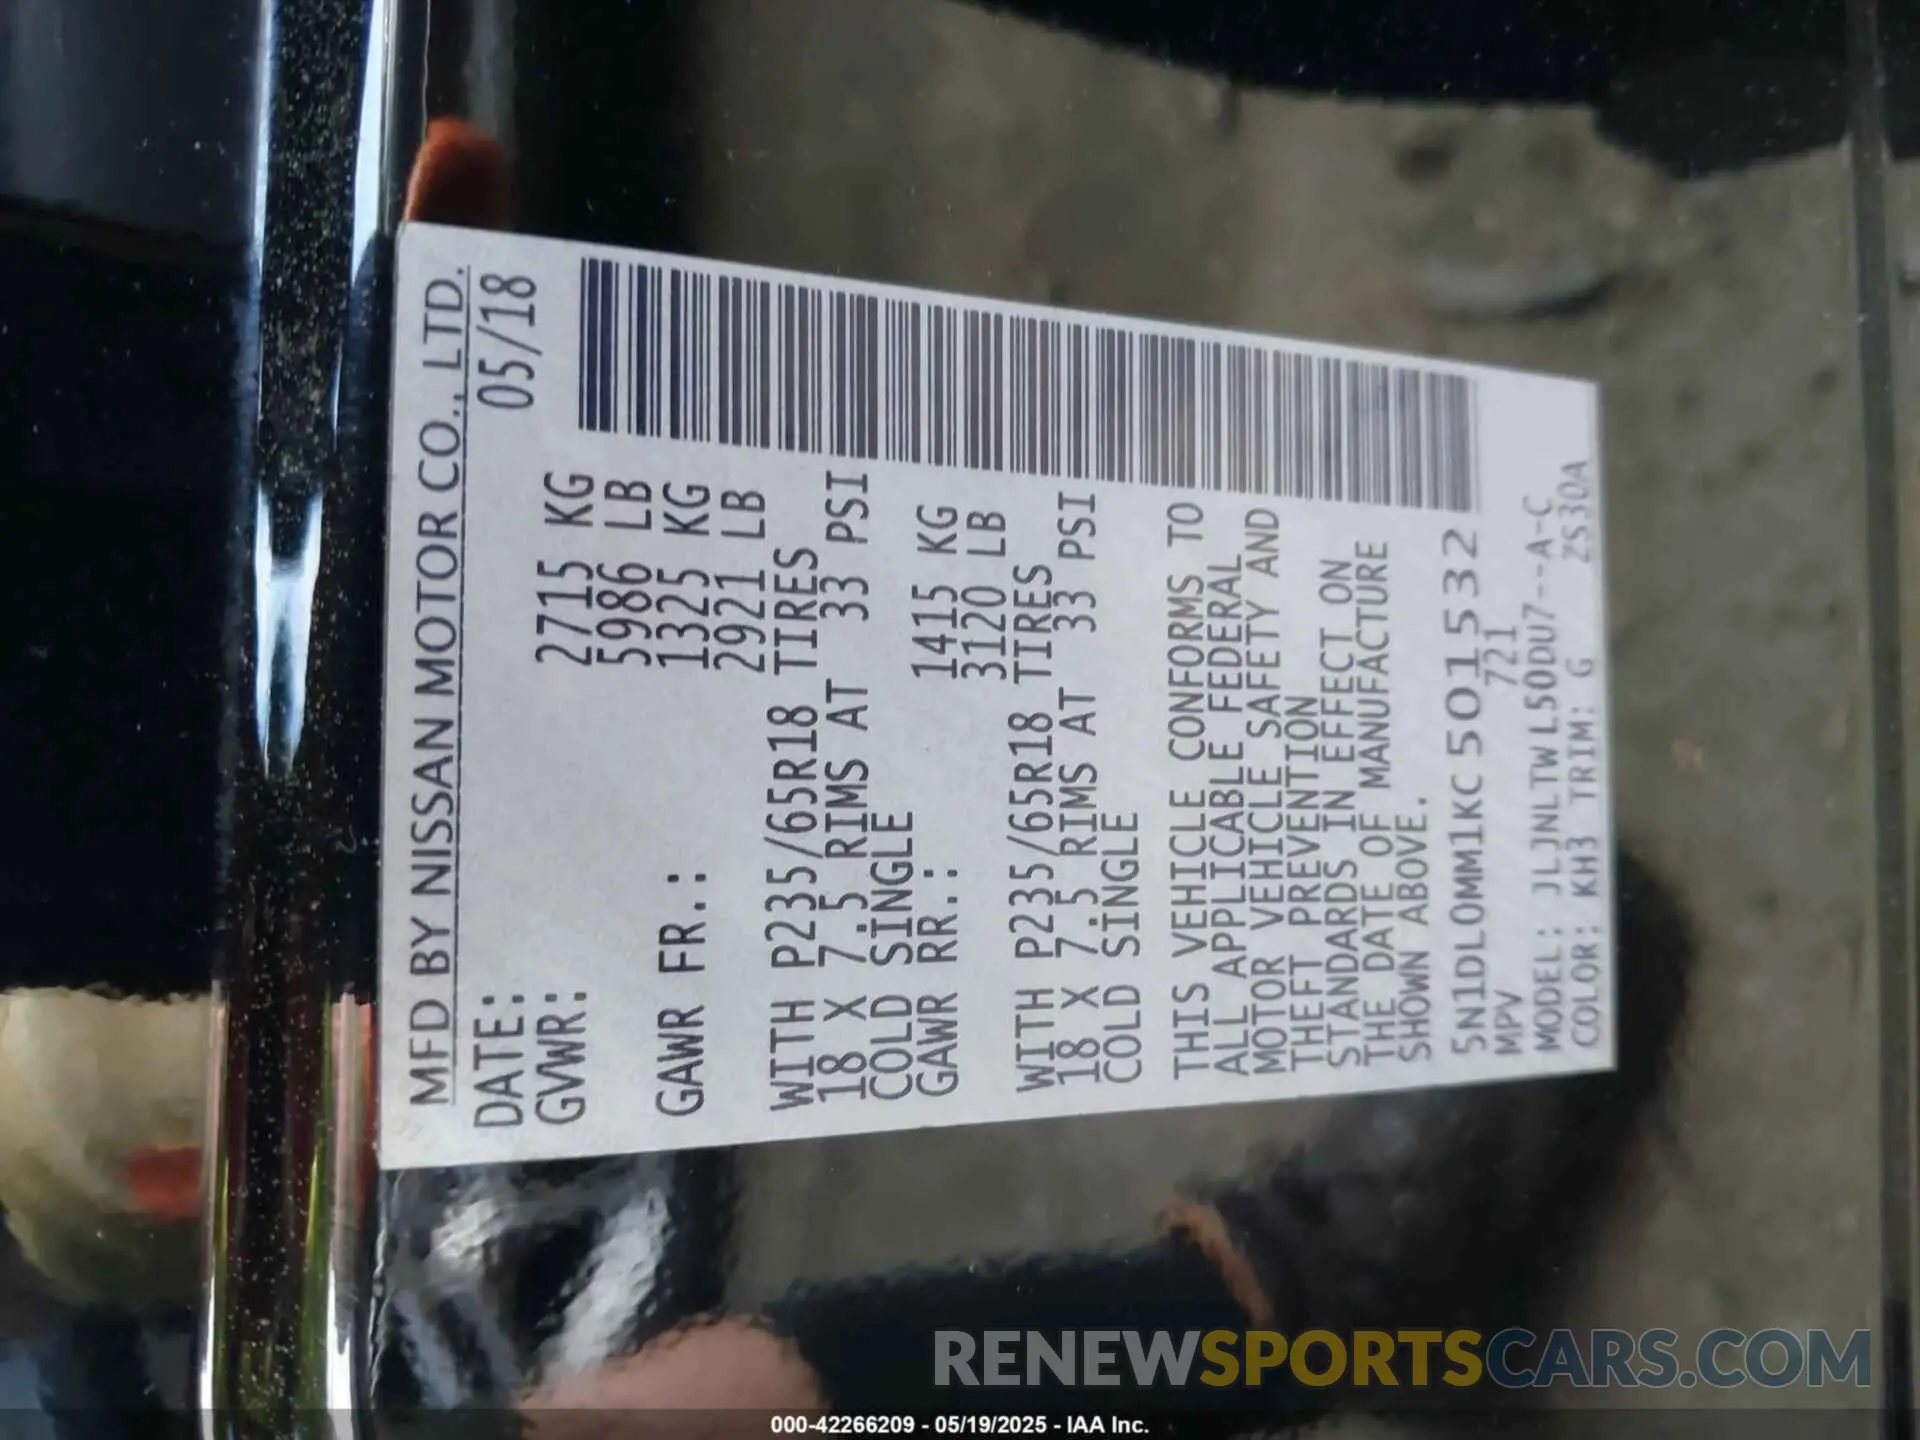 MFD BY NISSAN MOTOR CO., LTD.
DATE: 05/18
GVWR: 2715 KG
5986 LB
GAWR FR.: 1325 KG
2921 LB
WITH P235/65R18 TIRES
18 X 7.5 RIMS AT 33 PSI
COLD SINGLE
GAWR RR.: 1415 KG
3120 LB
WITH P235/65R18 TIRES
18 X 7.5 RIMS AT 33 PSI
COLD SINGLE
THIS VEHICLE CONFORMS TO
ALL APPLICABLE FEDERAL
MOTOR VEHICLE SAFETY AND
THEFT PREVENTION
STANDARDS IN EFFECT ON
THE DATE OF MANUFACTURE
SHOWN ABOVE.
5N1DL0MM1KC501532
MPV 721
MODEL: JLJNLTWL50DU7--A-C
COLOR: KH3 TRIM: G ZS30A
RENEWSPORTSCARS.COM
000-42266209 - 05/19/2025 - IAA Inc.